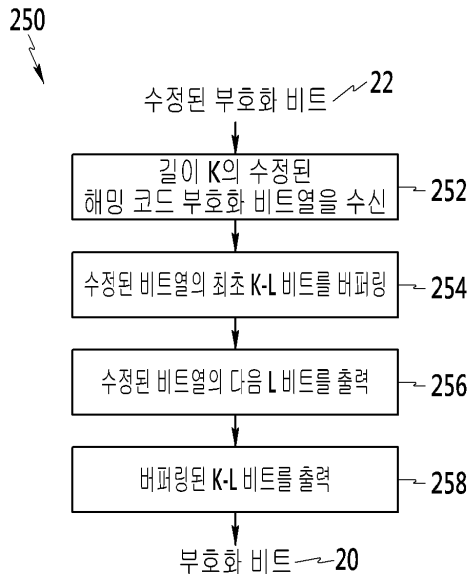 250
수정된 부호화 비트 22
길이 K의 수정된
해밍 코드 부호화 비트열을 수신 252
수정된 비트열의 최초 K-L 비트를 버퍼링 254
수정된 비트열의 다음 L 비트를 출력 256
버퍼링된 K-L 비트를 출력 258
부호화 비트 20